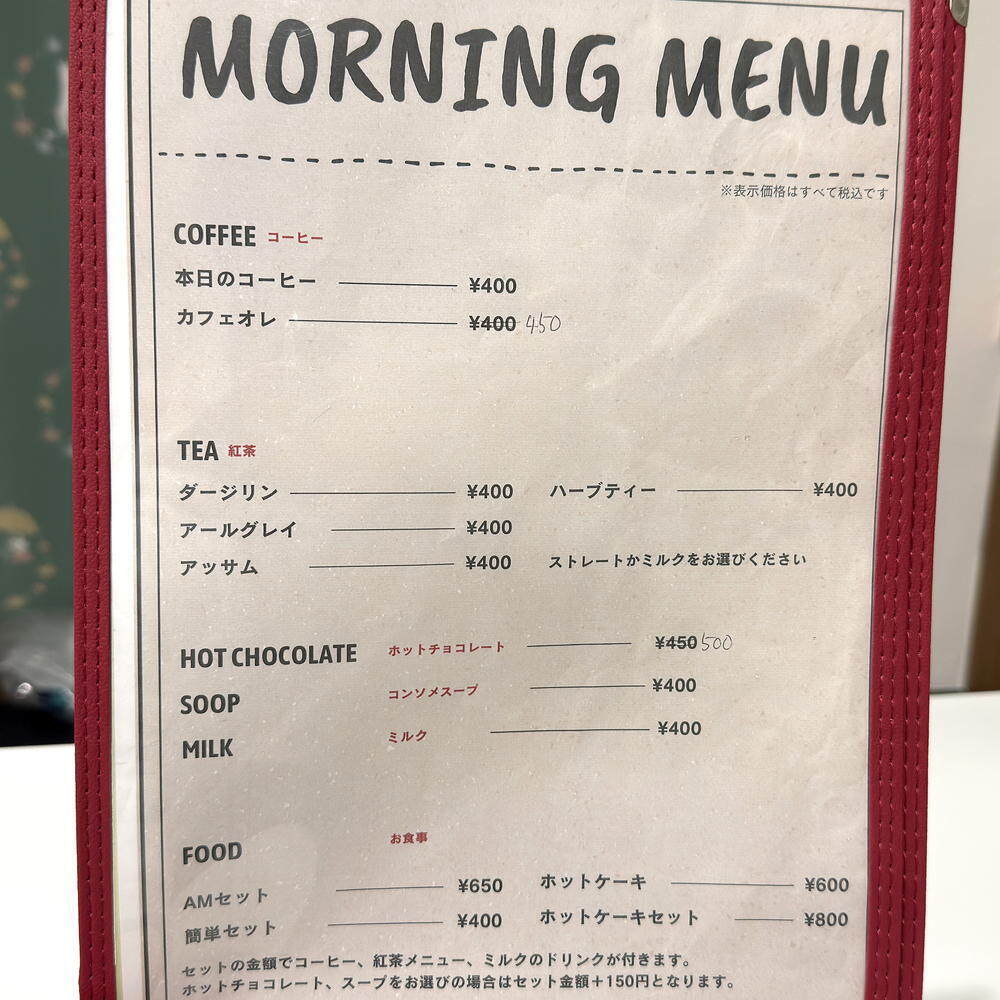 MORNING MENU
※表示価格はすべて税込です
COFFEE コーヒー
本日のコーヒー ¥400
カフェオレ ¥400 450
TEA 紅茶
ダージリン ¥400 ハーブティー ¥400
アールグレイ ¥400
アッサム ¥400 ストレートかミルクをお選びください
HOT CHOCOLATE ホットチョコレート ¥450 500
SOOP コンソメスープ ¥400
MILK ミルク ¥400
FOOD お食事
AMセット ¥650 ホットケーキ ¥600
簡単セット ¥400 ホットケーキセット ¥800
セットの金額でコーヒー、紅茶メニュー、ミルクのドリンクが付きます。
ホットチョコレート、スープをお選びの場合はセット金額+150円となります。